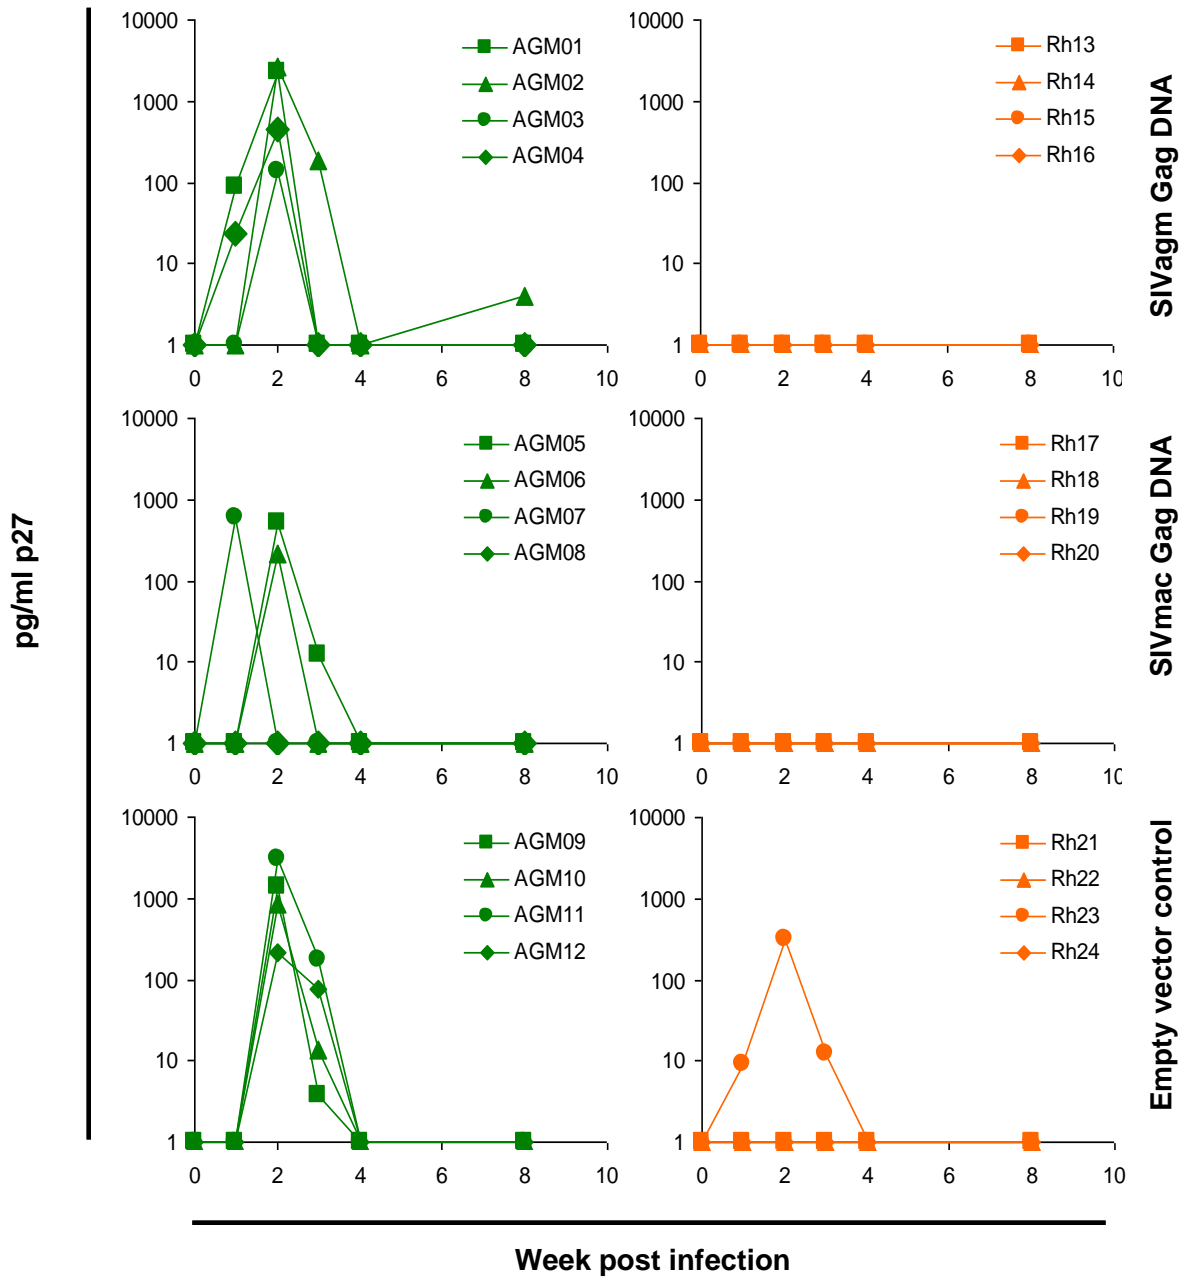 pg/ml p27
10000
1000
100
10
1
0 2 4 6 8 10
AGM01
AGM02
AGM03
AGM04
10000
1000
100
10
1
0 2 4 6 8 10
Rh13
Rh14
Rh15
Rh16
SIVagm Gag DNA
10000
1000
100
10
1
0 2 4 6 8 10
AGM05
AGM06
AGM07
AGM08
10000
1000
100
10
1
0 2 4 6 8 10
Rh17
Rh18
Rh19
Rh20
SIVmac Gag DNA
10000
1000
100
10
1
0 2 4 6 8 10
AGM09
AGM10
AGM11
AGM12
10000
1000
100
10
1
0 2 4 6 8 10
Rh21
Rh22
Rh23
Rh24
Empty vector control
Week post infection